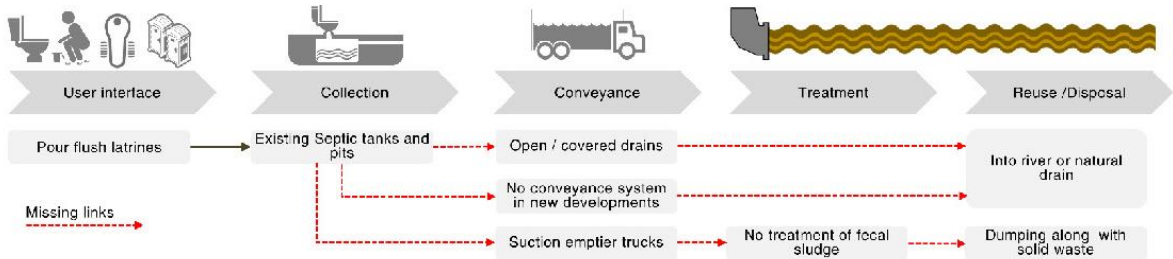 User interface
Collection
Conveyance
Treatment
Reuse /Disposal
Pour flush latrines
Existing Septic tanks and
pits
Open / covered drains
Into river or natural
drain
No conveyance system
in new developments
Missing links
Suction emptier trucks
No treatment of fecal
sludge
Dumping along with
solid waste